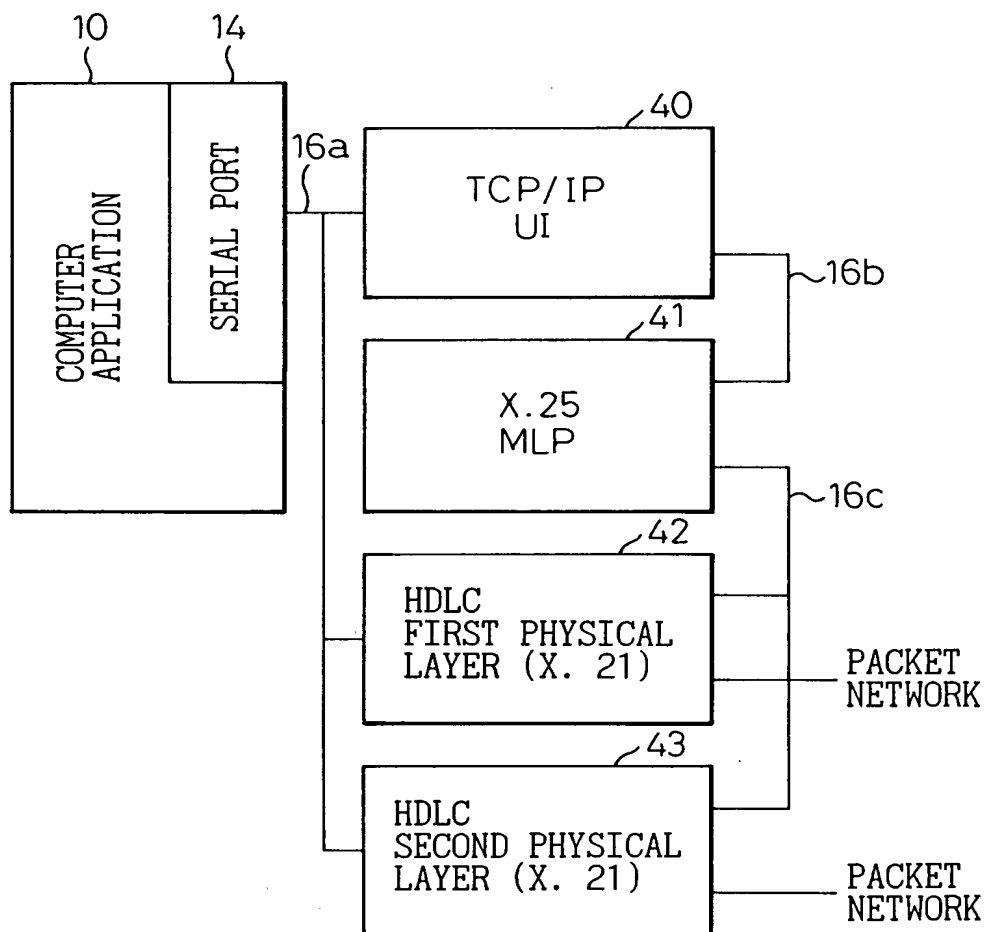 10
14
40
16a
COMPUTER
APPLICATION
SERIAL PORT
TCP/IP
UI
16b
41
X.25
MLP
16c
42
HDLC
FIRST PHYSICAL
LAYER (X. 21)
PACKET
NETWORK
43
HDLC
SECOND PHYSICAL
LAYER (X. 21)
PACKET
NETWORK